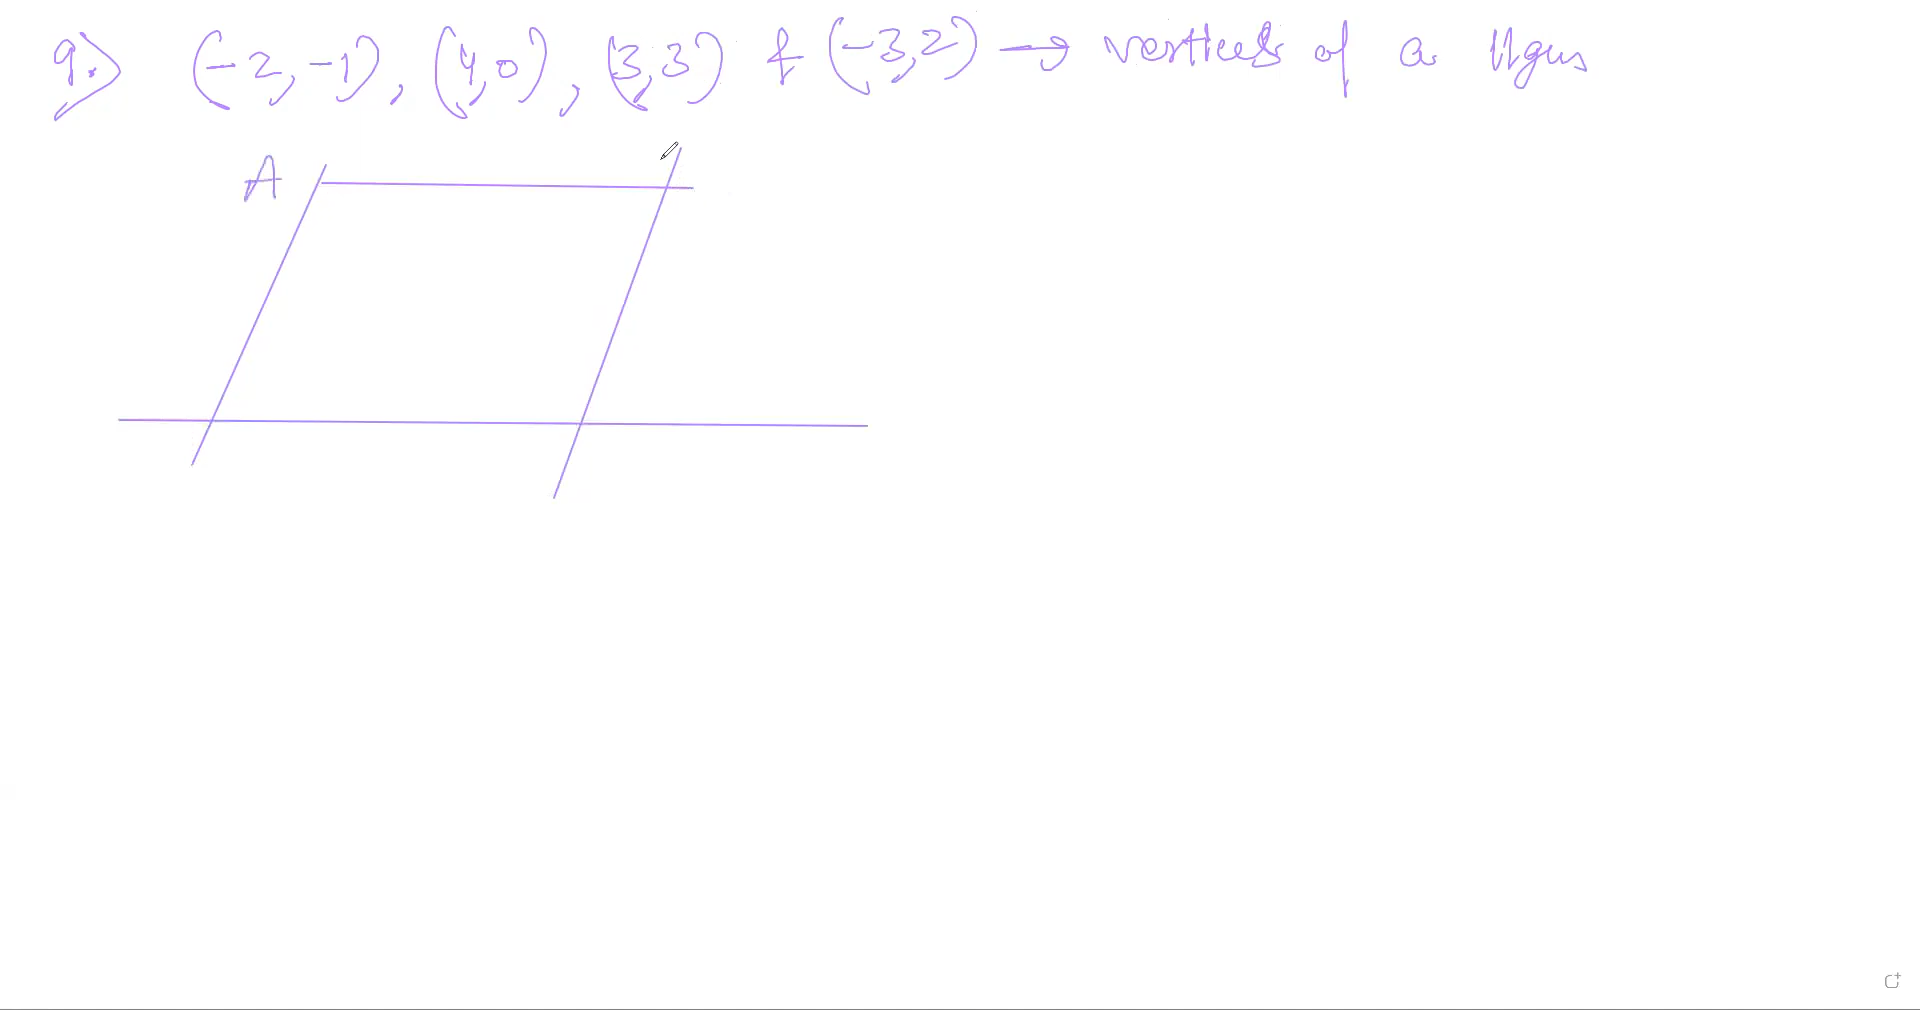 9.> (-2,-1), (4,0), (3,3) & (-3,2) → vertices of a ||gm
A